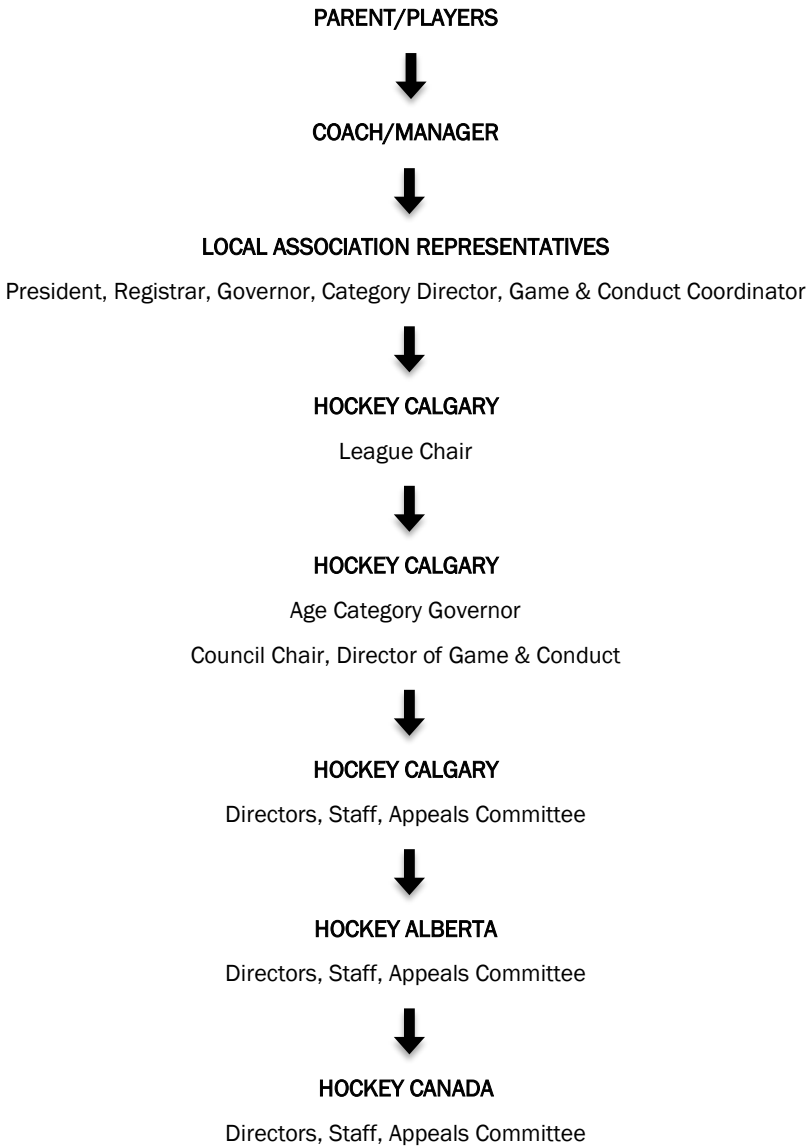 PARENT/PLAYERS
COACH/MANAGER
LOCAL ASSOCIATION REPRESENTATIVES
President, Registrar, Governor, Category Director, Game & Conduct Coordinator
HOCKEY CALGARY
League Chair
HOCKEY CALGARY
Age Category Governor
Council Chair, Director of Game & Conduct
HOCKEY CALGARY
Directors, Staff, Appeals Committee
HOCKEY ALBERTA
Directors, Staff, Appeals Committee
HOCKEY CANADA
Directors, Staff, Appeals Committee